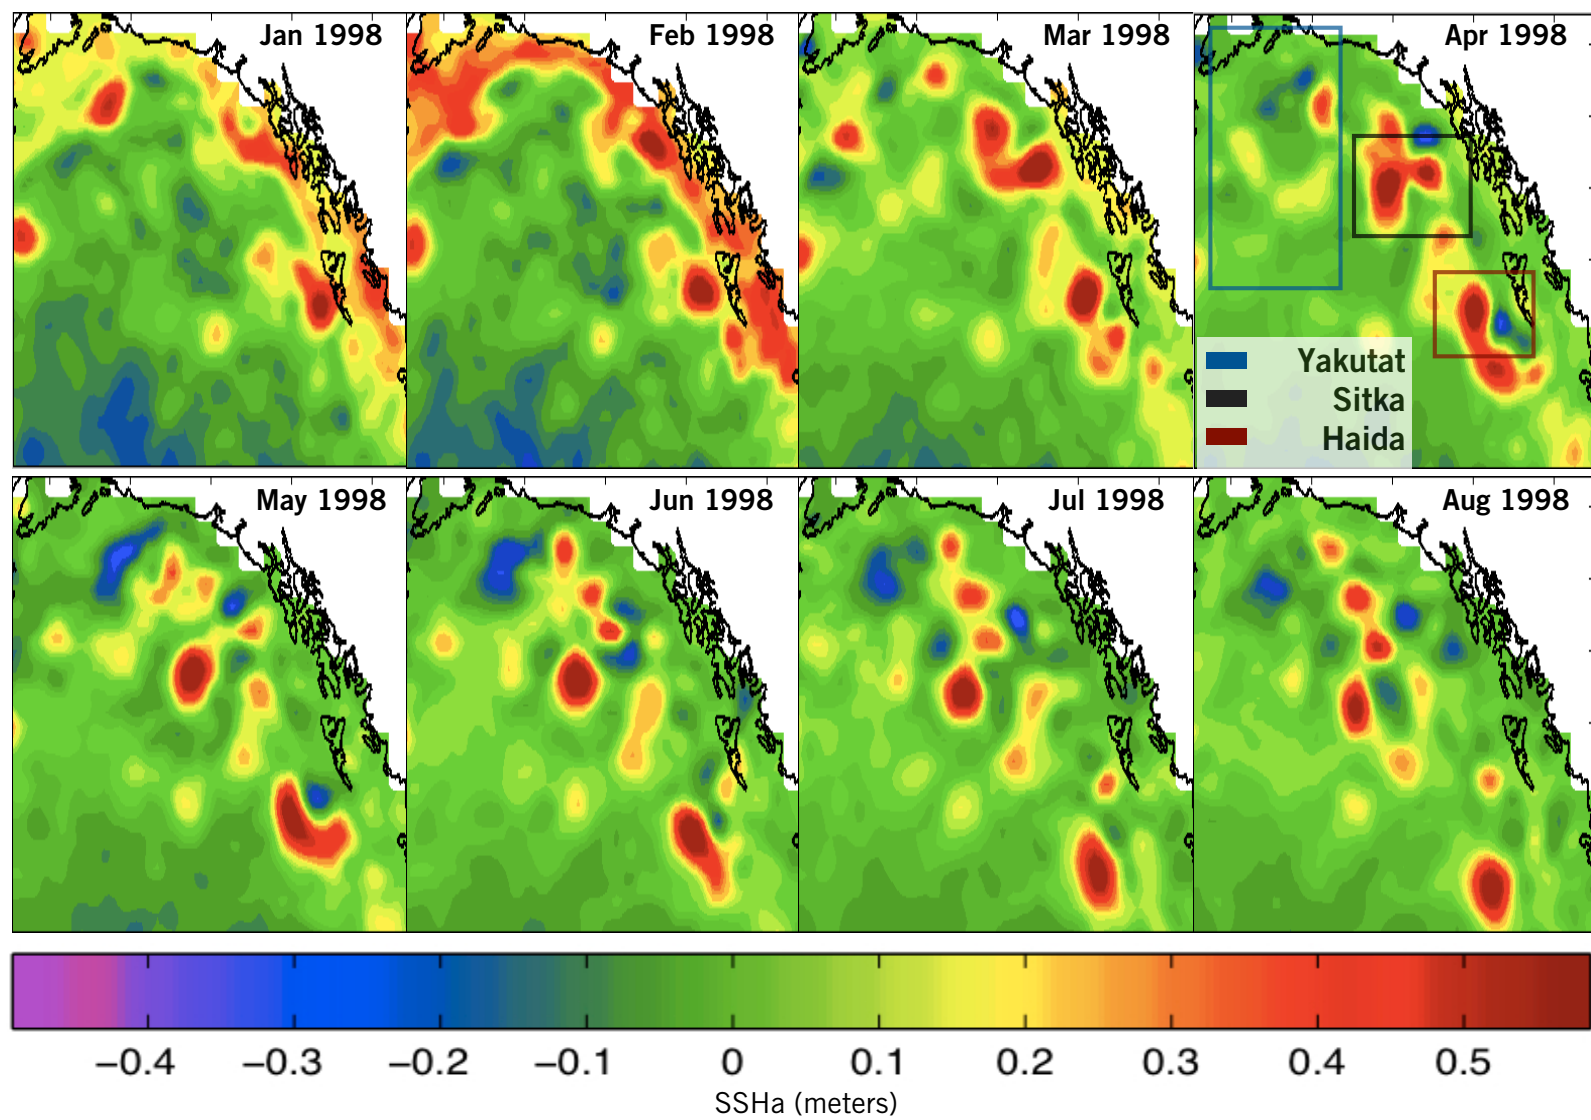 Jan 1998
Feb 1998
Mar 1998
Apr 1998
Yakutat
Sitka
Haida
May 1998
Jun 1998
Jul 1998
Aug 1998
−0.4 −0.3 −0.2 −0.1 0 0.1 0.2 0.3 0.4 0.5
SSHa (meters)